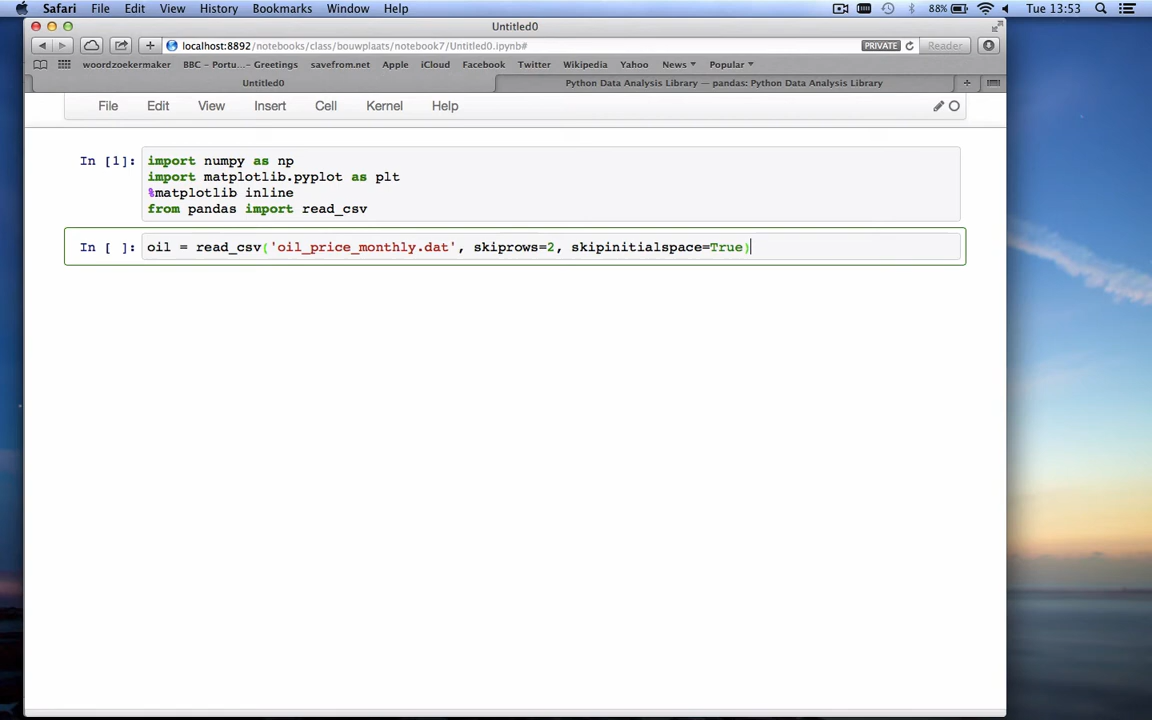 Safari File Edit View History Bookmarks Window Help 88% Tue 13:53
Untitled0
localhost:8892/notebooks/class/bouwplaats/notebook7/Untitled0.ipynb# PRIVATE Reader
woordzoekermaker BBC – Portu...– Greetings savefrom.net Apple iCloud Facebook Twitter Wikipedia Yahoo News Popular
Untitled0 Python Data Analysis Library — pandas: Python Data Analysis Library
File Edit View Insert Cell Kernel Help
In [1]: import numpy as np
import matplotlib.pyplot as plt
%matplotlib inline
from pandas import read_csv
In [ ]: oil = read_csv('oil_price_monthly.dat', skiprows=2, skipinitialspace=True)